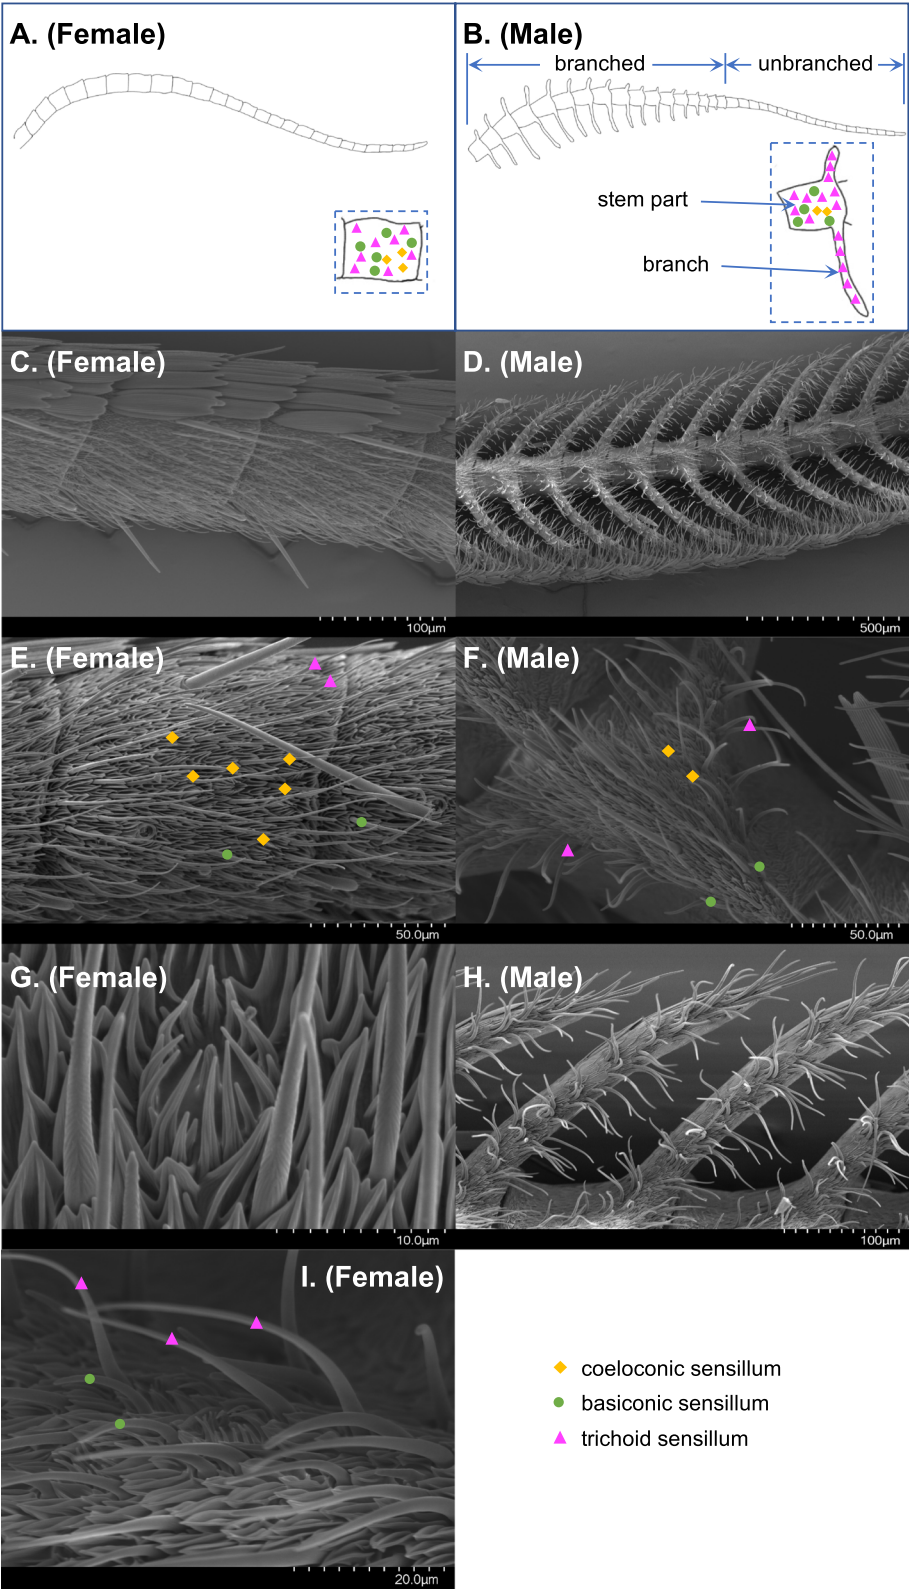 A. (Female)
B. (Male)
branched
unbranched
stem part
branch
C. (Female)
D. (Male)
100μm
500μm
E. (Female)
F. (Male)
50.0μm
50.0μm
G. (Female)
H. (Male)
10.0μm
100μm
I. (Female)
coeloconic sensillum
basiconic sensillum
trichoid sensillum
20.0μm